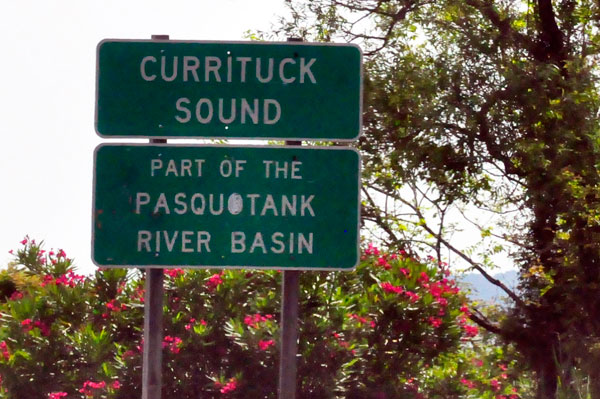 CURRITUCK
SOUND
PART OF THE
PASQUOTANK
RIVER BASIN